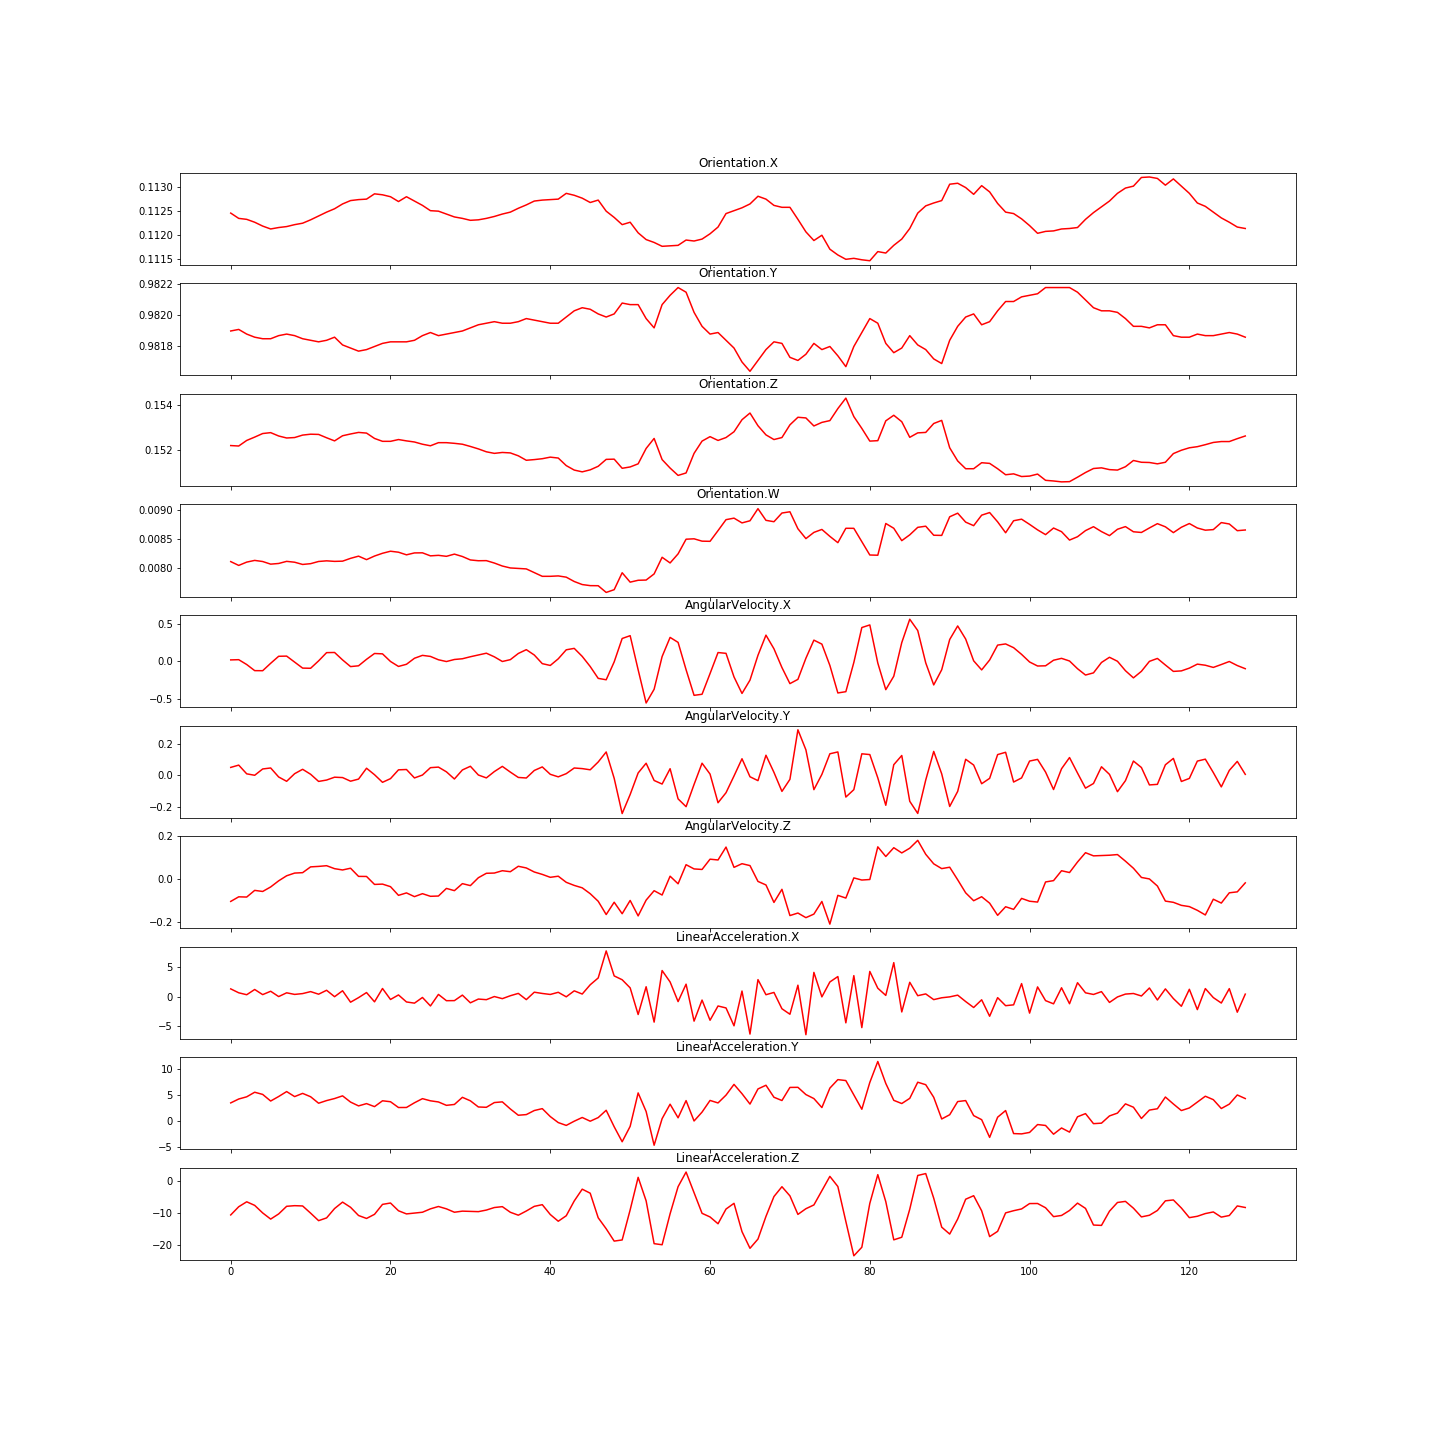 Orientation.X
0.1130
0.1125
0.1120
0.1115
Orientation.Y
0.9822
0.9820
0.9818
Orientation.Z
0.154
0.152
Orientation.W
0.0090
0.0085
0.0080
AngularVelocity.X
0.5
0.0
−0.5
AngularVelocity.Y
0.2
0.0
−0.2
AngularVelocity.Z
0.2
0.0
−0.2
LinearAcceleration.X
5
0
−5
LinearAcceleration.Y
10
5
0
−5
LinearAcceleration.Z
0
−10
−20
0 20 40 60 80 100 120